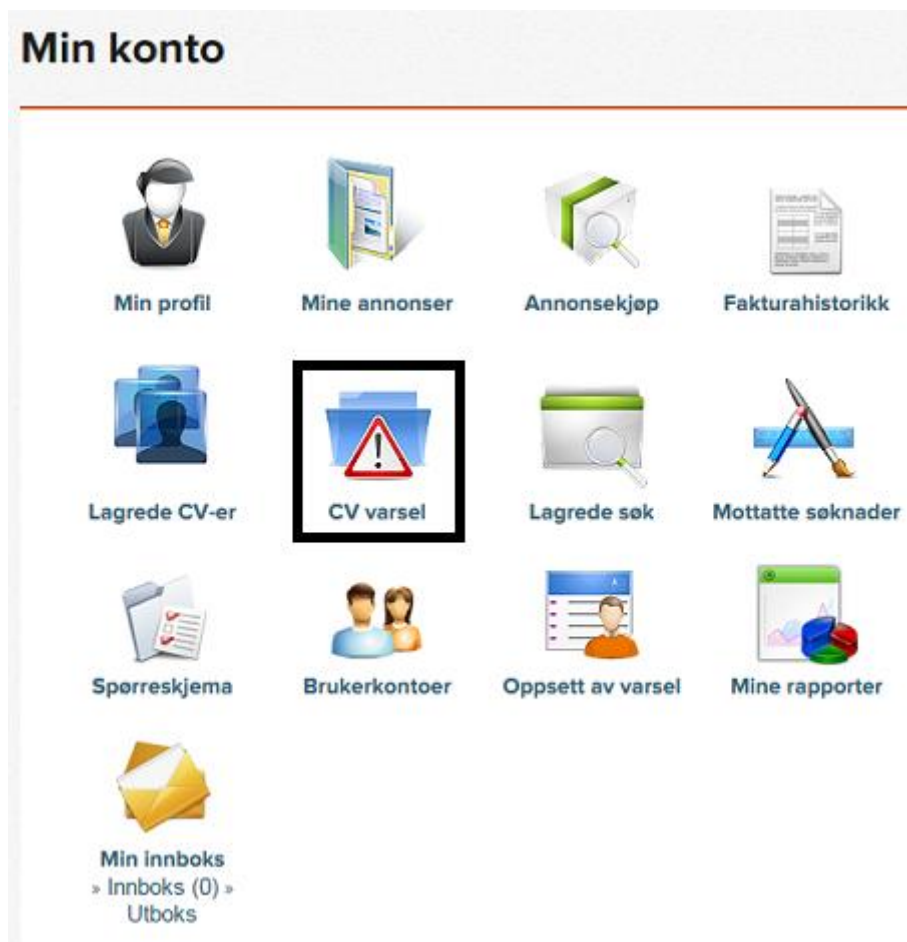 Min konto
Min profil
Mine annonser
Annonsekjøp
Fakturahistorikk
Lagrede CV-er
CV varsel
Lagrede søk
Mottatte søknader
Spørreskjema
Brukerkontoer
Oppsett av varsel
Mine rapporter
Min innboks
» Innboks (0) »
Utboks